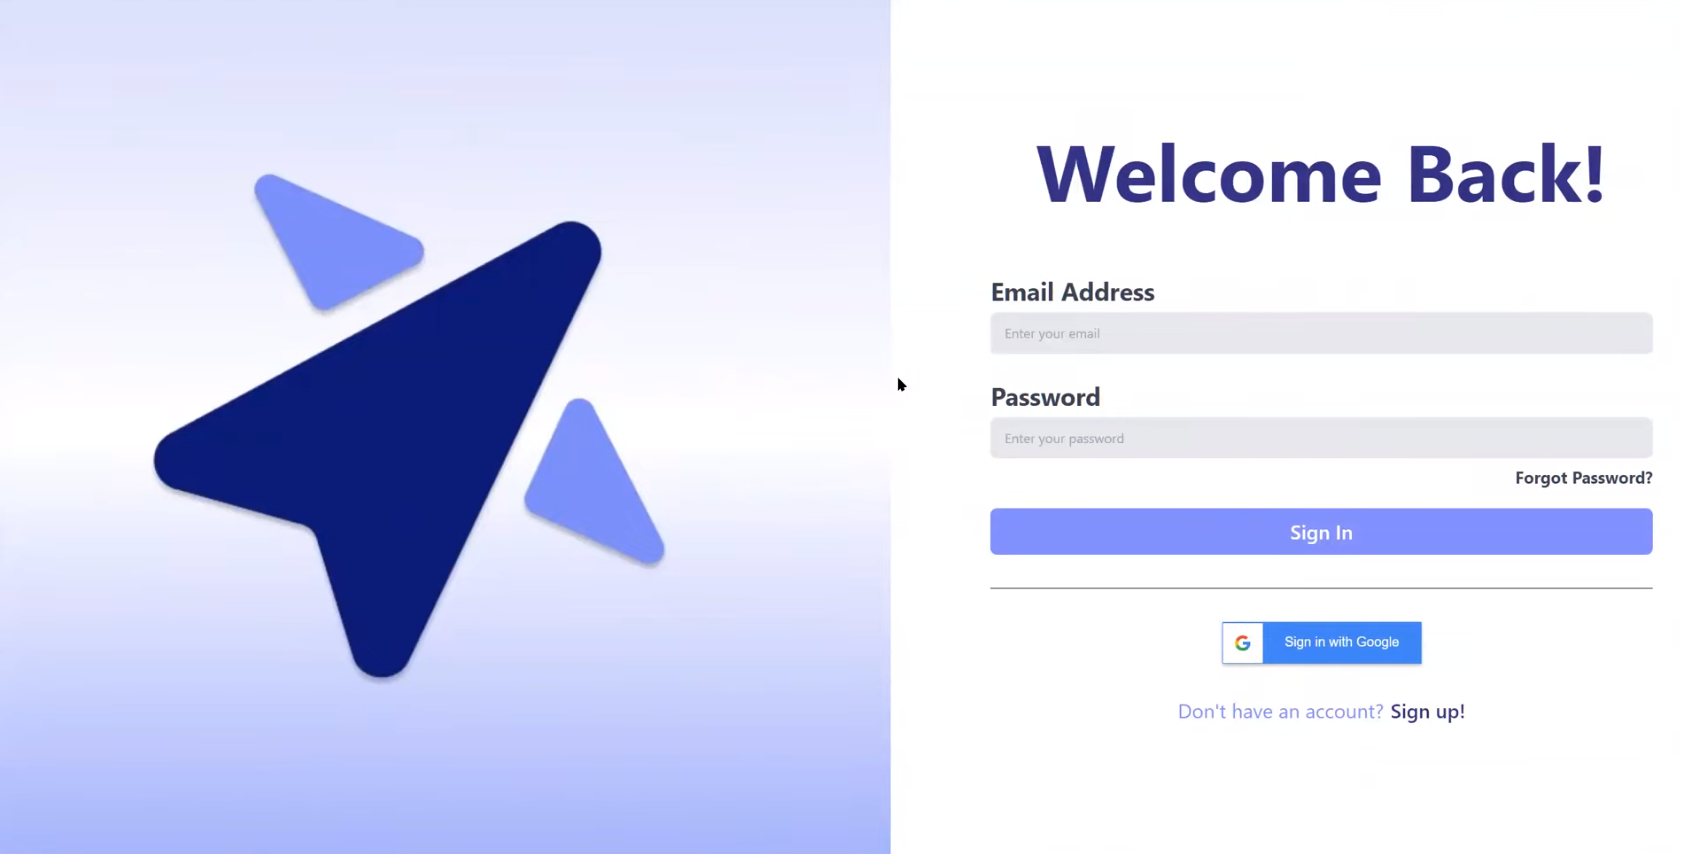 Welcome Back!
Email Address
Enter your email
Password
Enter your password
Forgot Password?
Sign In
Sign in with Google
Don't have an account? Sign up!